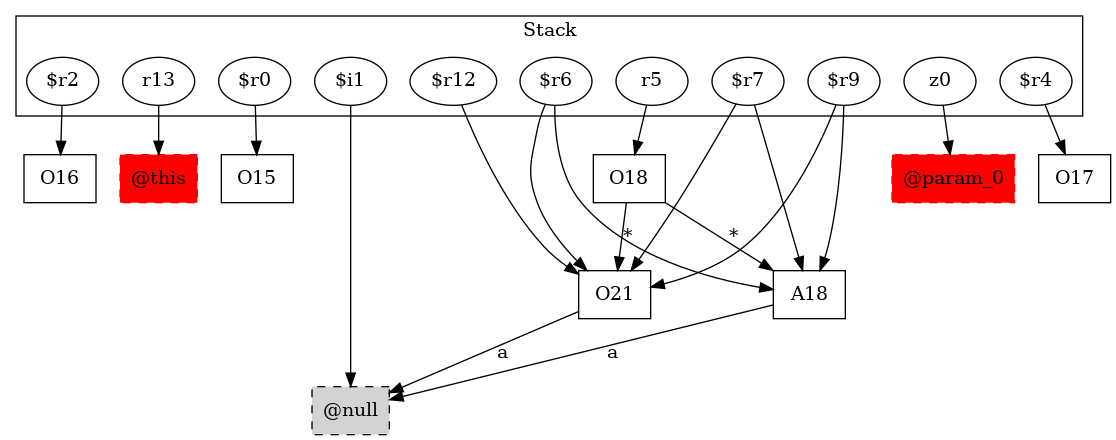 Stack
$r2 r13 $r0 $i1 $r12 $r6 r5 $r7 $r9 z0 $r4
O16 @this O15 O18 @param_0 O17
* *
O21 A18
a a
@null